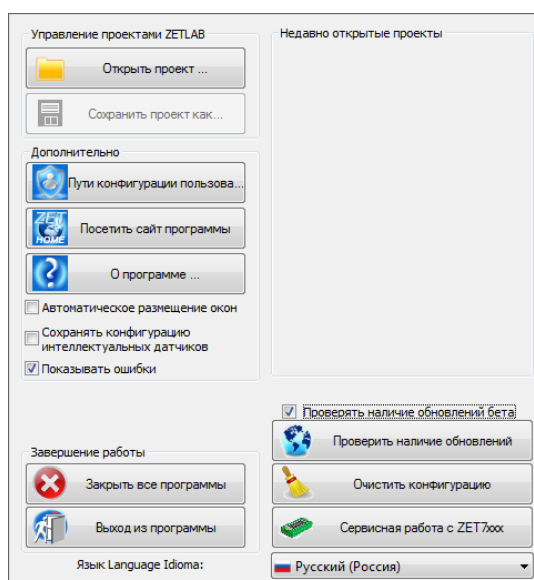 Управление проектами ZETLAB
Открыть проект ...
Сохранить проект как...
Дополнительно
Пути конфигурации пользова...
ZET
HOME
Посетить сайт программы
О программе ...
Автоматическое размещение окон
Сохранять конфигурацию
интеллектуальных датчиков
Показывать ошибки
Завершение работы
Закрыть все программы
Выход из программы
Язык Language Idioma:
Недавно открытые проекты
Проверять наличие обновлений бета
Проверить наличие обновлений
Очистить конфигурацию
Сервисная работа с ZET7xxx
Русский (Россия)